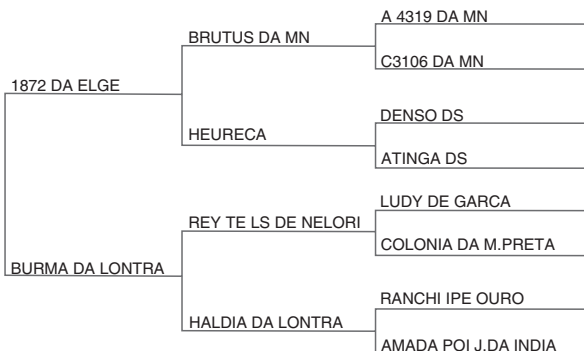 A 4319 DA MN
BRUTUS DA MN
C3106 DA MN
1872 DA ELGE
DENSO DS
HEURECA
ATINGA DS
LUDY DE GARCA
REY TE LS DE NELORI
COLONIA DA M.PRETA
BURMA DA LONTRA
RANCHI IPE OURO
HALDIA DA LONTRA
AMADA POI J.DA INDIA